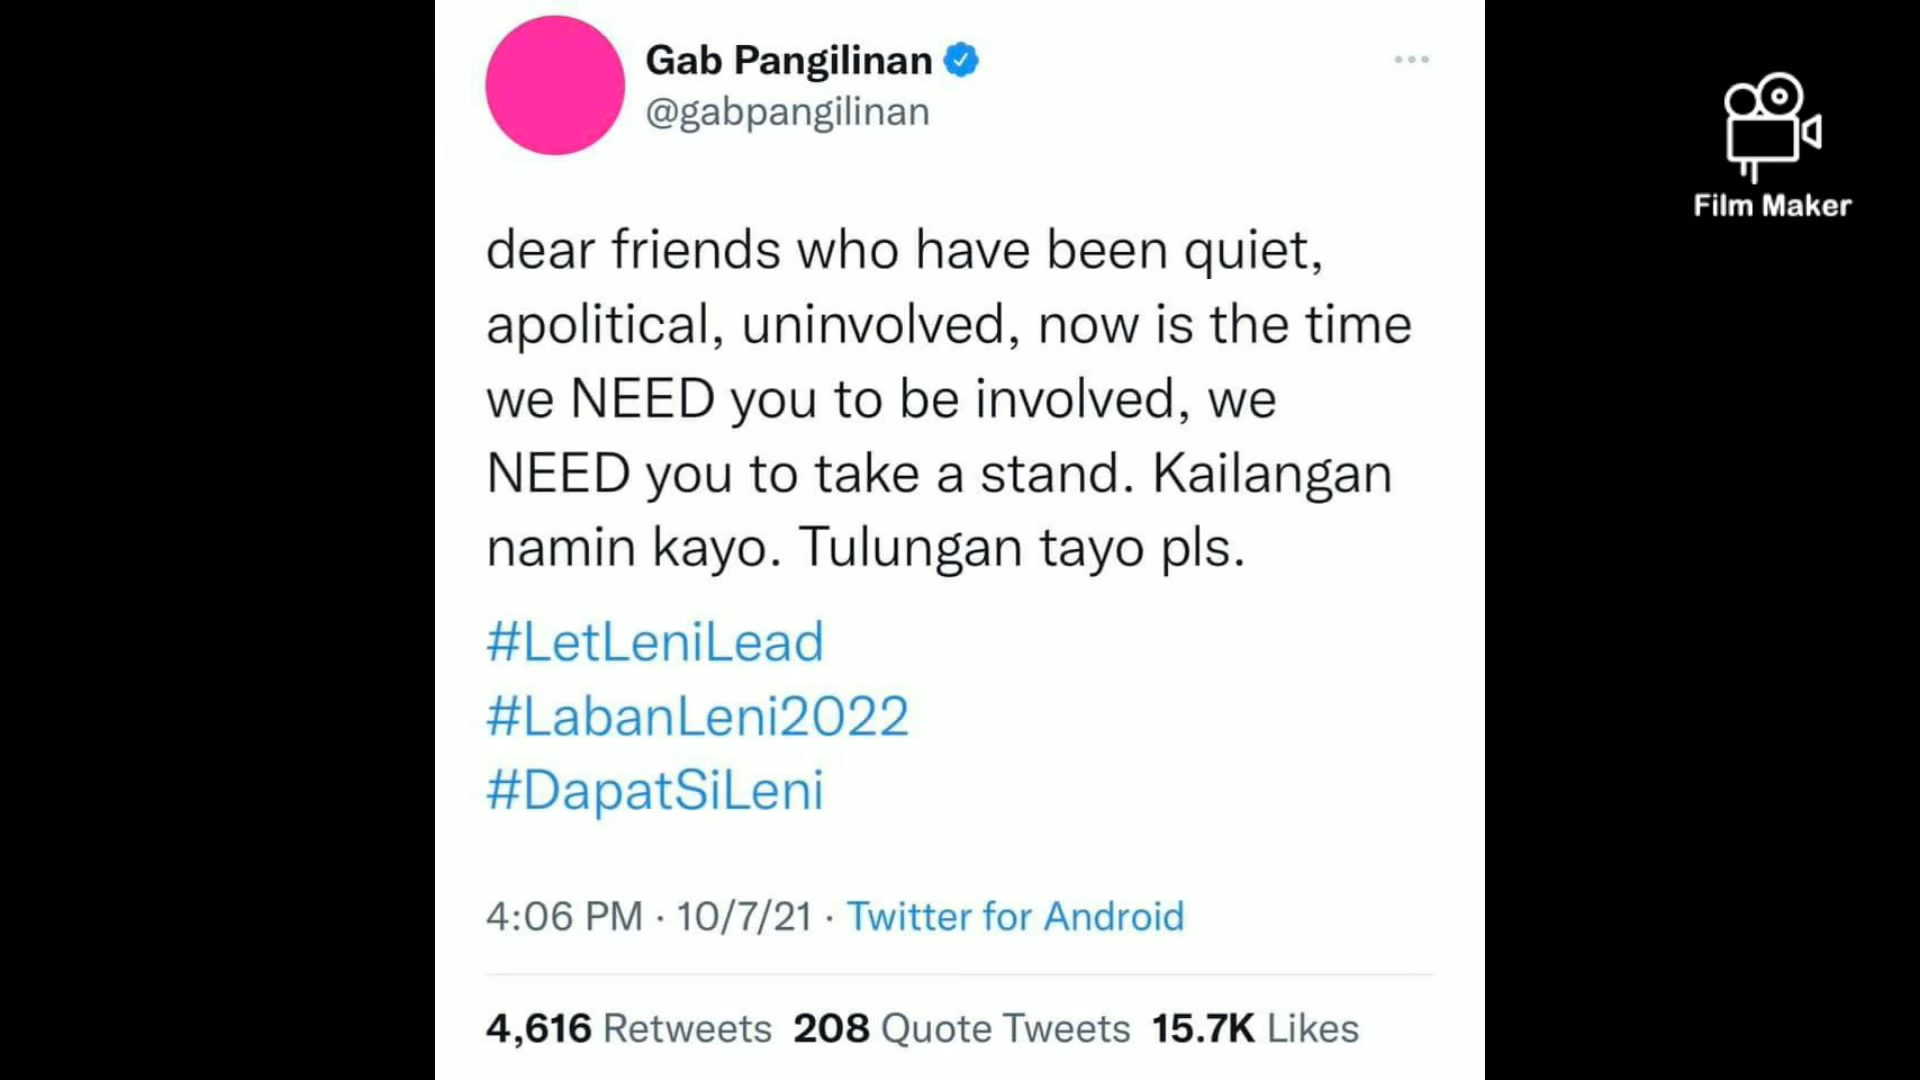 Gab Pangilinan
@gabpangilinan
Film Maker
dear friends who have been quiet,
apolitical, uninvolved, now is the time
we NEED you to be involved, we
NEED you to take a stand. Kailangan
namin kayo. Tulungan tayo pls.
#LetLeniLead
#LabanLeni2022
#DapatSiLeni
4:06 PM · 10/7/21 · Twitter for Android
4,616 Retweets 208 Quote Tweets 15.7K Likes